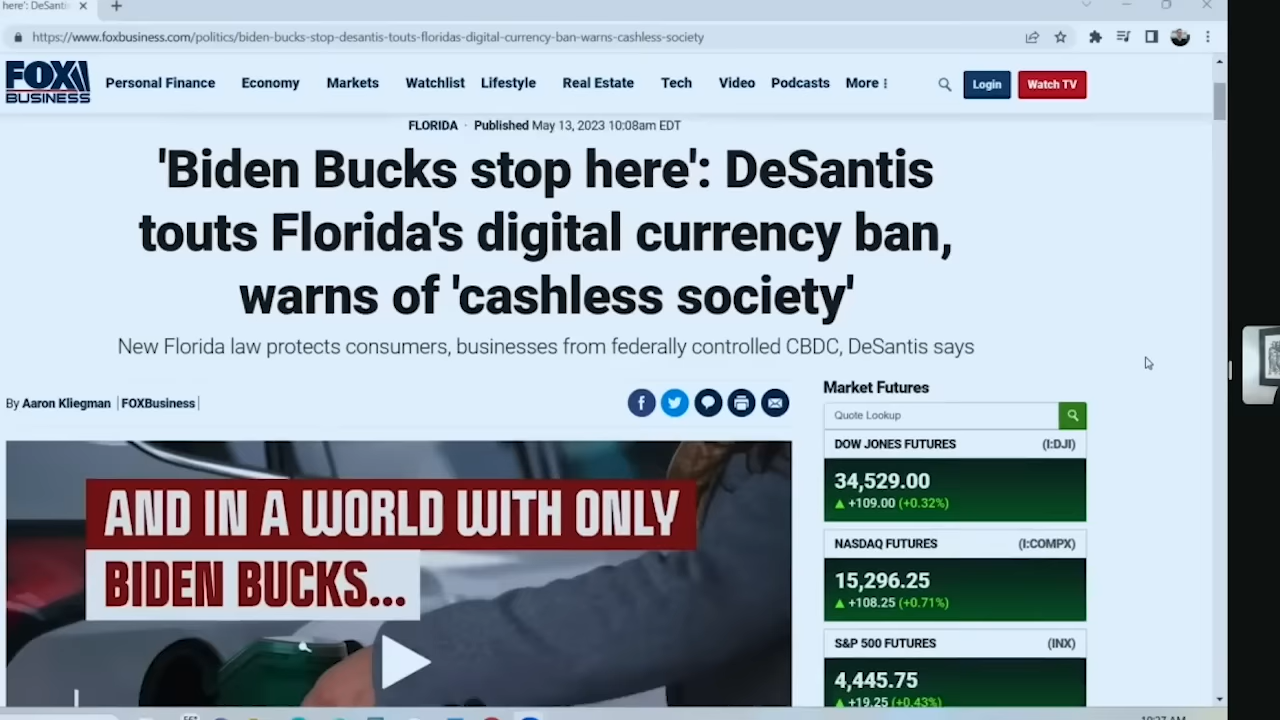 here': DeSanti
https://www.foxbusiness.com/politics/biden-bucks-stop-desantis-touts-floridas-digital-currency-ban-warns-cashless-society
FOX BUSINESS
Personal Finance Economy Markets Watchlist Lifestyle Real Estate Tech Video Podcasts More Login Watch TV
FLORIDA · Published May 13, 2023 10:08am EDT
'Biden Bucks stop here': DeSantis
touts Florida's digital currency ban,
warns of 'cashless society'
New Florida law protects consumers, businesses from federally controlled CBDC, DeSantis says
By Aaron Kliegman | FOXBusiness |
AND IN A WORLD WITH ONLY
BIDEN BUCKS...
Market Futures
Quote Lookup
DOW JONES FUTURES (I:DJI)
34,529.00
+109.00 (+0.32%)
NASDAQ FUTURES (I:COMPX)
15,296.25
+108.25 (+0.71%)
S&P 500 FUTURES (INX)
4,445.75
+19.25 (+0.43%)
10:27 AM